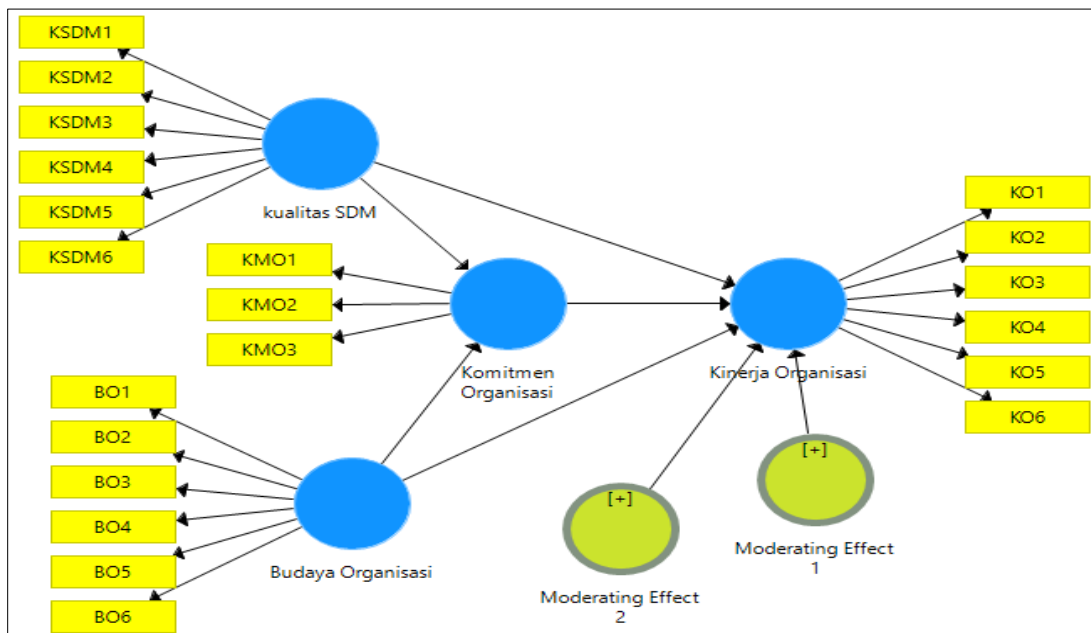 KSDM1
KSDM2
KSDM3
KSDM4
KSDM5
KSDM6
kualitas SDM
KMO1
KMO2
KMO3
Komitmen
Organisasi
BO1
BO2
BO3
BO4
BO5
BO6
Budaya Organisasi
Kinerja Organisasi
KO1
KO2
KO3
KO4
KO5
KO6
[+]
Moderating Effect
1
[+]
Moderating Effect
2